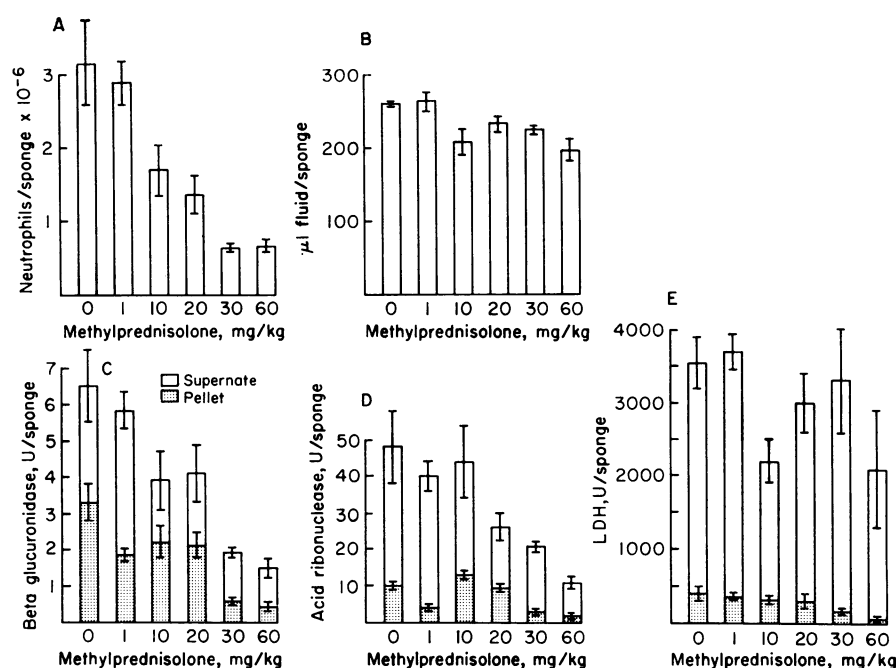 A
Neutrophils/sponge x 10⁻⁶
3
2
1
0 1 10 20 30 60
Methylprednisolone, mg/kg
B
μl fluid/sponge
300
200
100
0 1 10 20 30 60
Methylprednisolone, mg/kg
C
Beta glucuronidase, U/sponge
7
6
5
4
3
2
1
Supernate
Pellet
0 1 10 20 30 60
Methylprednisolone, mg/kg
D
Acid ribonuclease, U/sponge
50
40
30
20
10
0 1 10 20 30 60
Methylprednisolone, mg/kg
E
LDH, U/sponge
4000
3000
2000
1000
0 1 10 20 30 60
Methylprednisolone, mg/kg